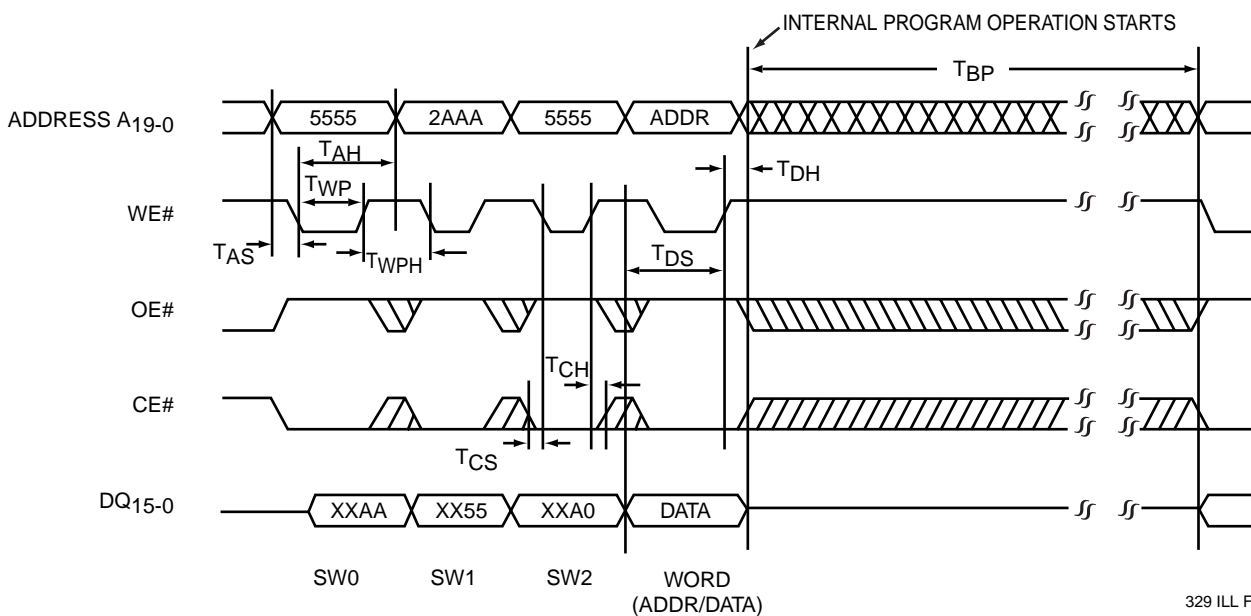 INTERNAL PROGRAM OPERATION STARTS
TBP
ADDRESS A19-0
5555
2AAA
5555
ADDR
TAH
TDH
TWP
WE#
TAS
TWPH
TDS
OE#
TCH
CE#
TCS
DQ15-0
XXAA
XX55
XXA0
DATA
SW0
SW1
SW2
WORD
(ADDR/DATA)
329 ILL F